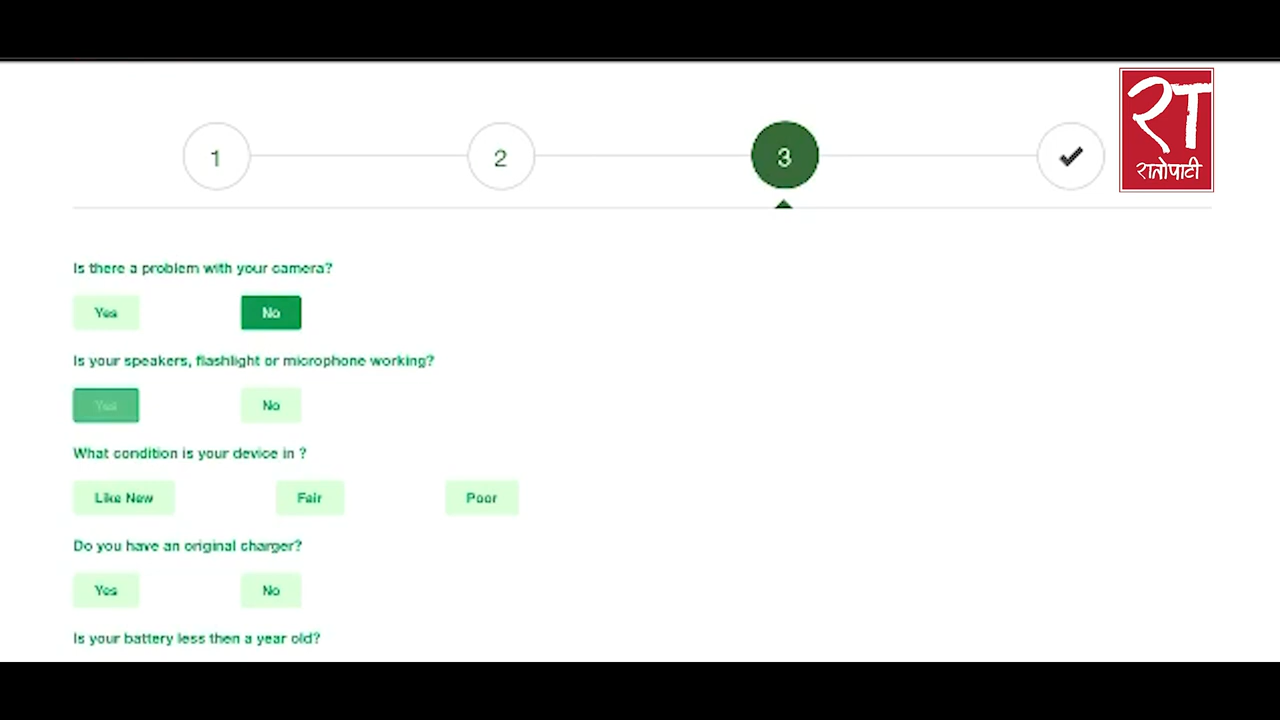 1 2 3
रा
रातोपाटी
Is there a problem with your camera?
Yes No
Is your speakers, flashlight or microphone working?
Yes No
What condition is your device in ?
Like New Fair Poor
Do you have an original charger?
Yes No
Is your battery less then a year old?